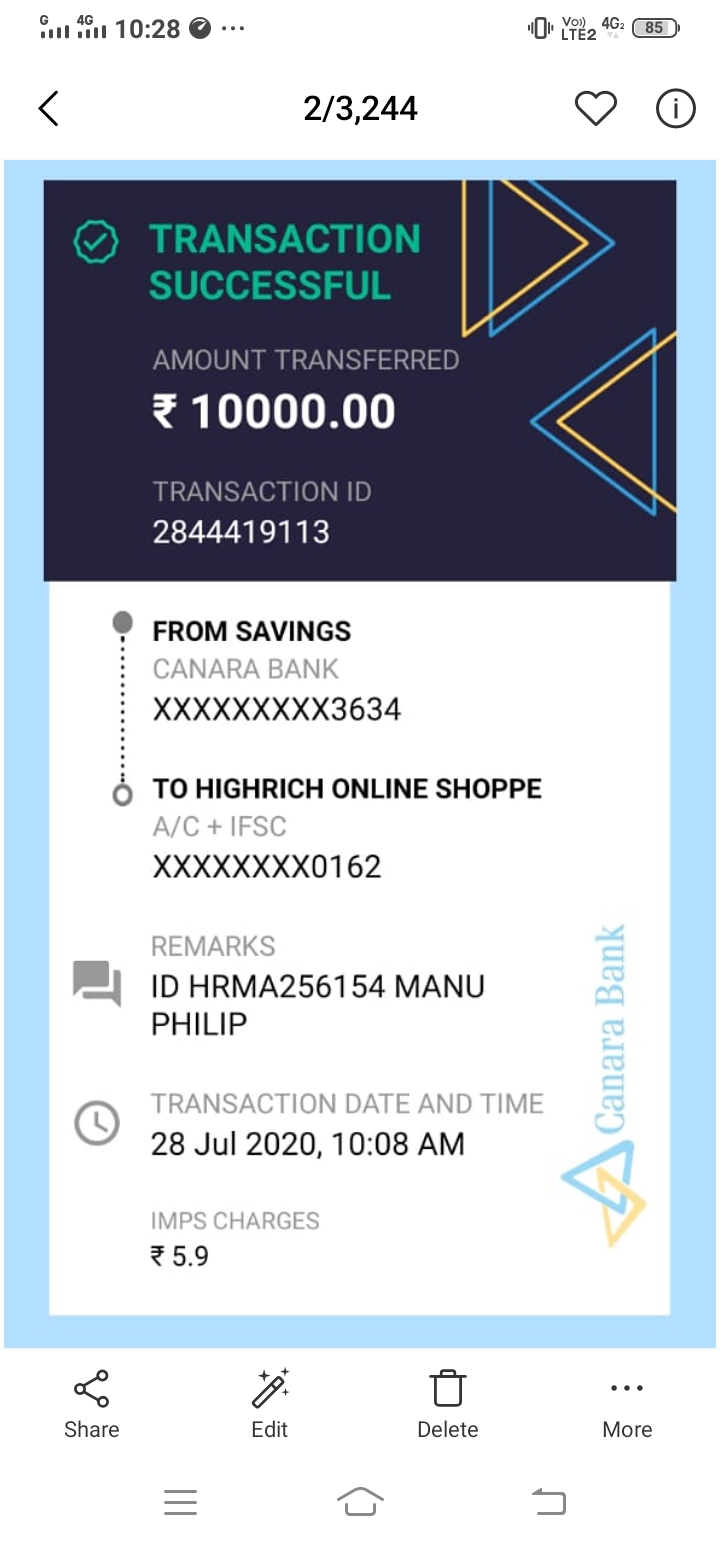 G 4G 10:28 ... Vo)) LTE2 4G2 85
2/3,244
TRANSACTION
SUCCESSFUL
AMOUNT TRANSFERRED
₹ 10000.00
TRANSACTION ID
2844419113
FROM SAVINGS
CANARA BANK
XXXXXXXXX3634
TO HIGHRICH ONLINE SHOPPE
A/C + IFSC
XXXXXXXX0162
REMARKS
ID HRMA256154 MANU
PHILIP
TRANSACTION DATE AND TIME
28 Jul 2020, 10:08 AM
IMPS CHARGES
₹ 5.9
Canara Bank
Share Edit Delete More